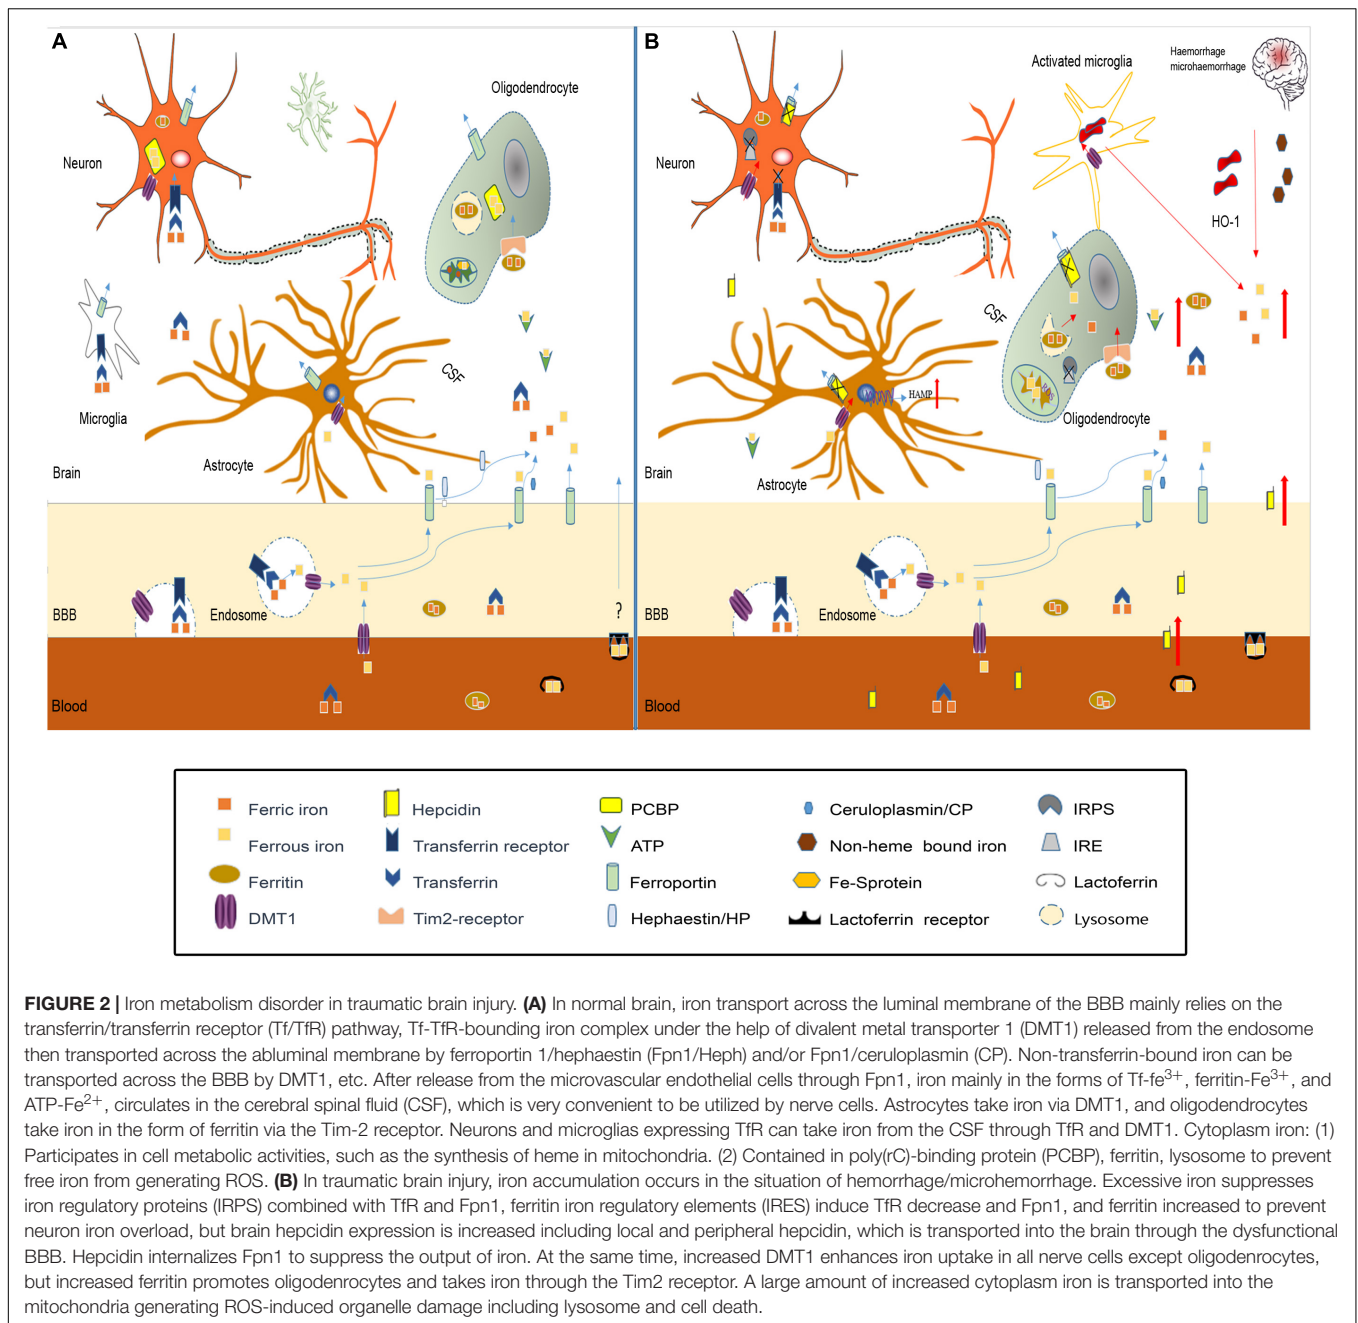 A
Oligodendrocyte
Neuron
Microglia
CSF
Astrocyte
Brain
BBB
Endosome
?
Blood
B
Activated microglia
Haemorrhage
microhaemorrhage
Neuron
HO-1
CSF
ROS
HAMP
Oligodendrocyte
Astrocyte
Brain
BBB
Endosome
Blood
Ferric iron
Hepcidin
PCBP
Ceruloplasmin/CP
IRPS
Ferrous iron
Transferrin receptor
ATP
Non-heme bound iron
IRE
Ferritin
Transferrin
Ferroportin
Fe-Sprotein
Lactoferrin
DMT1
Tim2-receptor
Hephaestin/HP
Lactoferrin receptor
Lysosome
FIGURE 2 | Iron metabolism disorder in traumatic brain injury. (A) In normal brain, iron transport across the luminal membrane of the BBB mainly relies on the
transferrin/transferrin receptor (Tf/TfR) pathway, Tf-TfR-bounding iron complex under the help of divalent metal transporter 1 (DMT1) released from the endosome
then transported across the abluminal membrane by ferroportin 1/hephaestin (Fpn1/Heph) and/or Fpn1/ceruloplasmin (CP). Non-transferrin-bound iron can be
transported across the BBB by DMT1, etc. After release from the microvascular endothelial cells through Fpn1, iron mainly in the forms of Tf-fe³⁺, ferritin-Fe³⁺, and
ATP-Fe²⁺, circulates in the cerebral spinal fluid (CSF), which is very convenient to be utilized by nerve cells. Astrocytes take iron via DMT1, and oligodendrocytes
take iron in the form of ferritin via the Tim-2 receptor. Neurons and microglias expressing TfR can take iron from the CSF through TfR and DMT1. Cytoplasm iron: (1)
Participates in cell metabolic activities, such as the synthesis of heme in mitochondria. (2) Contained in poly(rC)-binding protein (PCBP), ferritin, lysosome to prevent
free iron from generating ROS. (B) In traumatic brain injury, iron accumulation occurs in the situation of hemorrhage/microhemorrhage. Excessive iron suppresses
iron regulatory proteins (IRPS) combined with TfR and Fpn1, ferritin iron regulatory elements (IRES) induce TfR decrease and Fpn1, and ferritin increased to prevent
neuron iron overload, but brain hepcidin expression is increased including local and peripheral hepcidin, which is transported into the brain through the dysfunctional
BBB. Hepcidin internalizes Fpn1 to suppress the output of iron. At the same time, increased DMT1 enhances iron uptake in all nerve cells except oligodenrocytes,
but increased ferritin promotes oligodenrocytes and takes iron through the Tim2 receptor. A large amount of increased cytoplasm iron is transported into the
mitochondria generating ROS-induced organelle damage including lysosome and cell death.